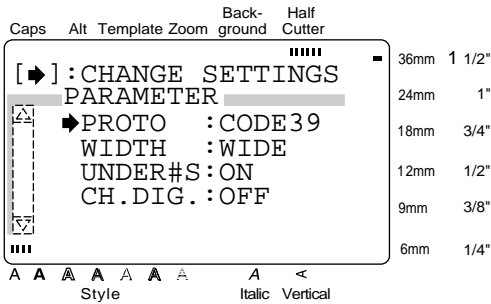 Back- Half
Caps Alt Template Zoom ground Cutter
[➡]:CHANGE SETTINGS
PARAMETER
➡PROTO :CODE39
WIDTH :WIDE
UNDER#S:ON
CH.DIG.:OFF
36mm 1 1/2"
24mm 1"
18mm 3/4"
12mm 1/2"
9mm 3/8"
6mm 1/4"
A A A A A A A A A
Style Italic Vertical